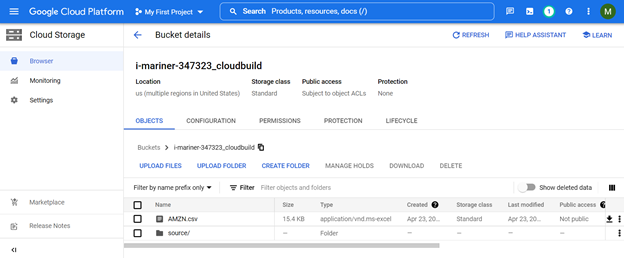 Google Cloud Platform My First Project Search Products, resources, docs (/) 1 M
Cloud Storage Bucket details REFRESH HELP ASSISTANT LEARN
Browser
Monitoring
Settings
Marketplace
Release Notes
i-mariner-347323_cloudbuild
Location Storage class Public access Protection
us (multiple regions in United States) Standard Subject to object ACLs None
OBJECTS CONFIGURATION PERMISSIONS PROTECTION LIFECYCLE
Buckets > i-mariner-347323_cloudbuild
UPLOAD FILES UPLOAD FOLDER CREATE FOLDER MANAGE HOLDS DOWNLOAD DELETE
Filter by name prefix only Filter Filter objects and folders Show deleted data
Name Size Type Created Storage class Last modified Public access
AMZN.csv 15.4 KB application/vnd.ms-excel Apr 23, 20... Standard Apr 23, 20... Not public
source/ — Folder — — — —